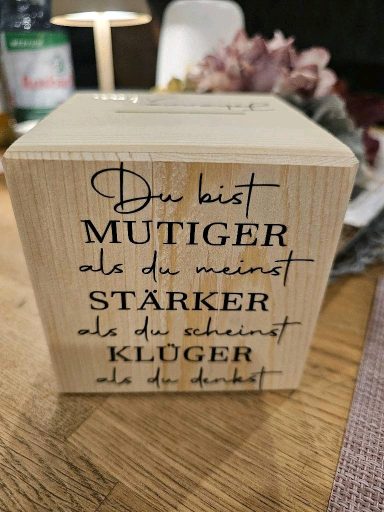 Du bist
MUTIGER
als du meinst
STÄRKER
als du scheinst
KLÜGER
als du denkst